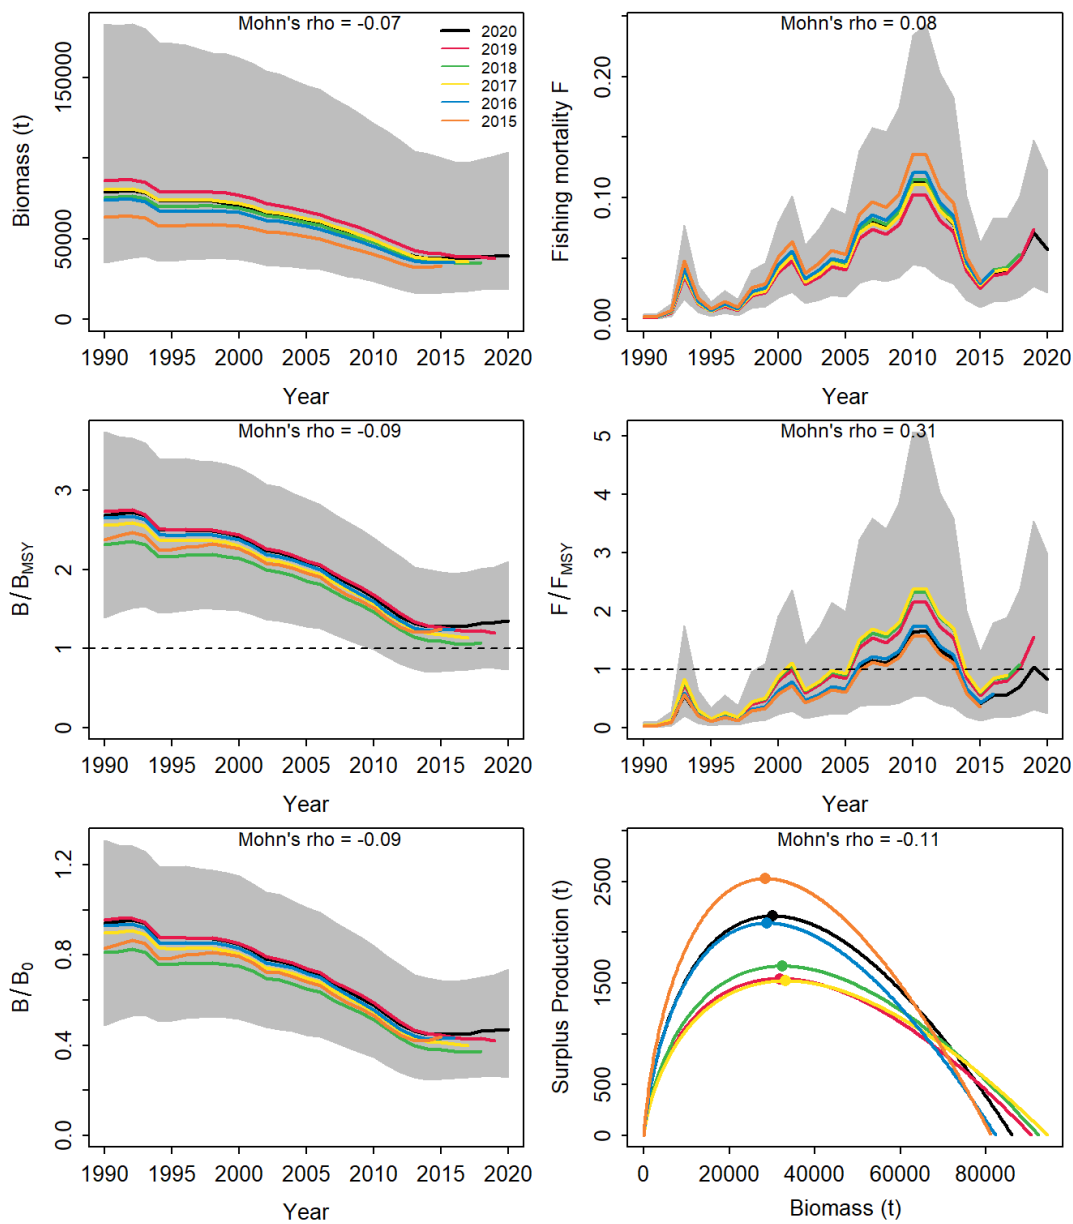 Mohn's rho = -0.07
2020
2019
2018
2017
2016
2015
Biomass (t)
150000
50000
0
1990 1995 2000 2005 2010 2015 2020
Year
Mohn's rho = 0.08
Fishing mortality F
0.20
0.10
0.00
1990 1995 2000 2005 2010 2015 2020
Year
Mohn's rho = -0.09
B / BMSY
3
2
1
0
1990 1995 2000 2005 2010 2015 2020
Year
Mohn's rho = 0.31
F / FMSY
5
4
3
2
1
0
1990 1995 2000 2005 2010 2015 2020
Year
Mohn's rho = -0.09
B / B0
1.2
0.8
0.4
0.0
1990 1995 2000 2005 2010 2015 2020
Year
Mohn's rho = -0.11
Surplus Production (t)
2500
1500
500
0
0 20000 40000 60000 80000
Biomass (t)